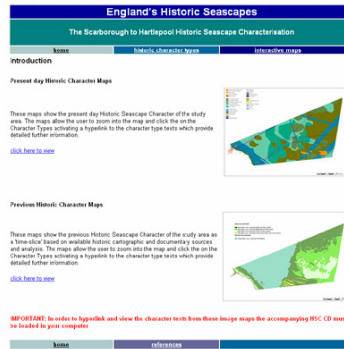 England's Historic Seascapes
The Scarborough to Hartlepool Historic Seascape Characterisation
home historic character types interactive maps
Introduction
Present day Historic Character Maps
These maps show the present day Historic Seascape Character of the study
area. The maps allow the user to zoom into the map and click the on the
Character Types activating a hyperlink to the character type texts which provide
detailed further information.
click here to view
Previous Historic Character Maps
These maps show the previous Historic Seascape Character of the study area as
a 'time-slice' based on available historic cartographic and documentary sources
and analysis. The maps allow the user to zoom into the map and click the on the
Character Types activating a hyperlink to the character type texts which provide
detailed further information.
click here to view
IMPORTANT: In order to hyperlink and view the character texts from these image maps the accompanying HSC CD mus
be loaded in your computer
home references